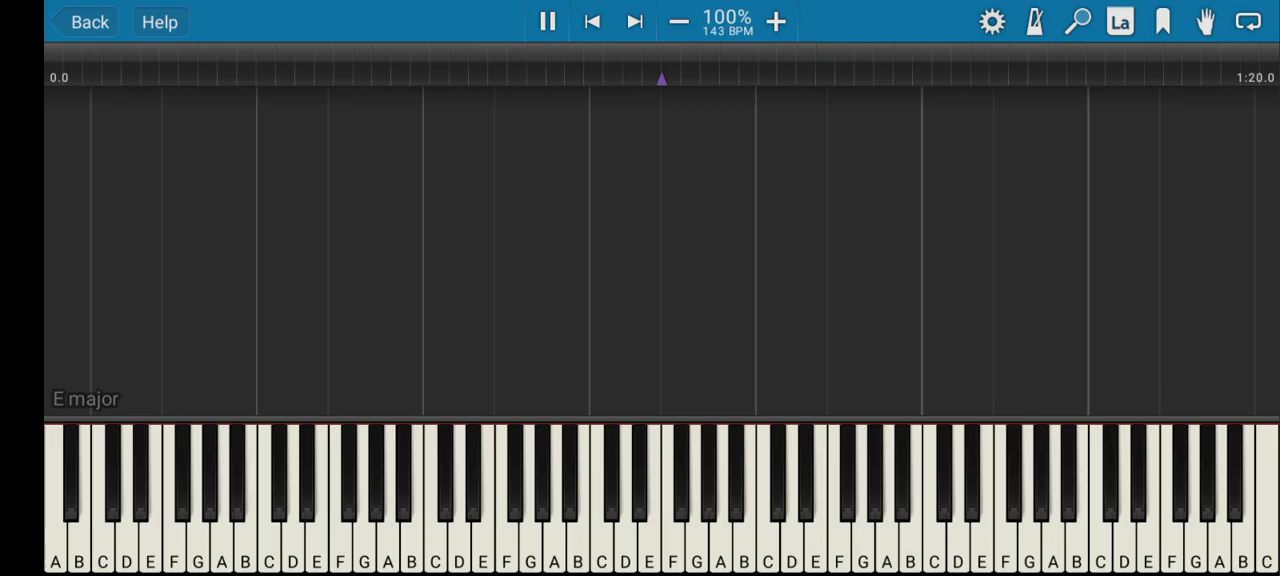 Back Help 100% La
143 BPM
0.0 1:20.0
E major
A B C D E F G A B C D E F G A B C D E F G A B C D E F G A B C D E F G A B C D E F G A B C D E F G A B C